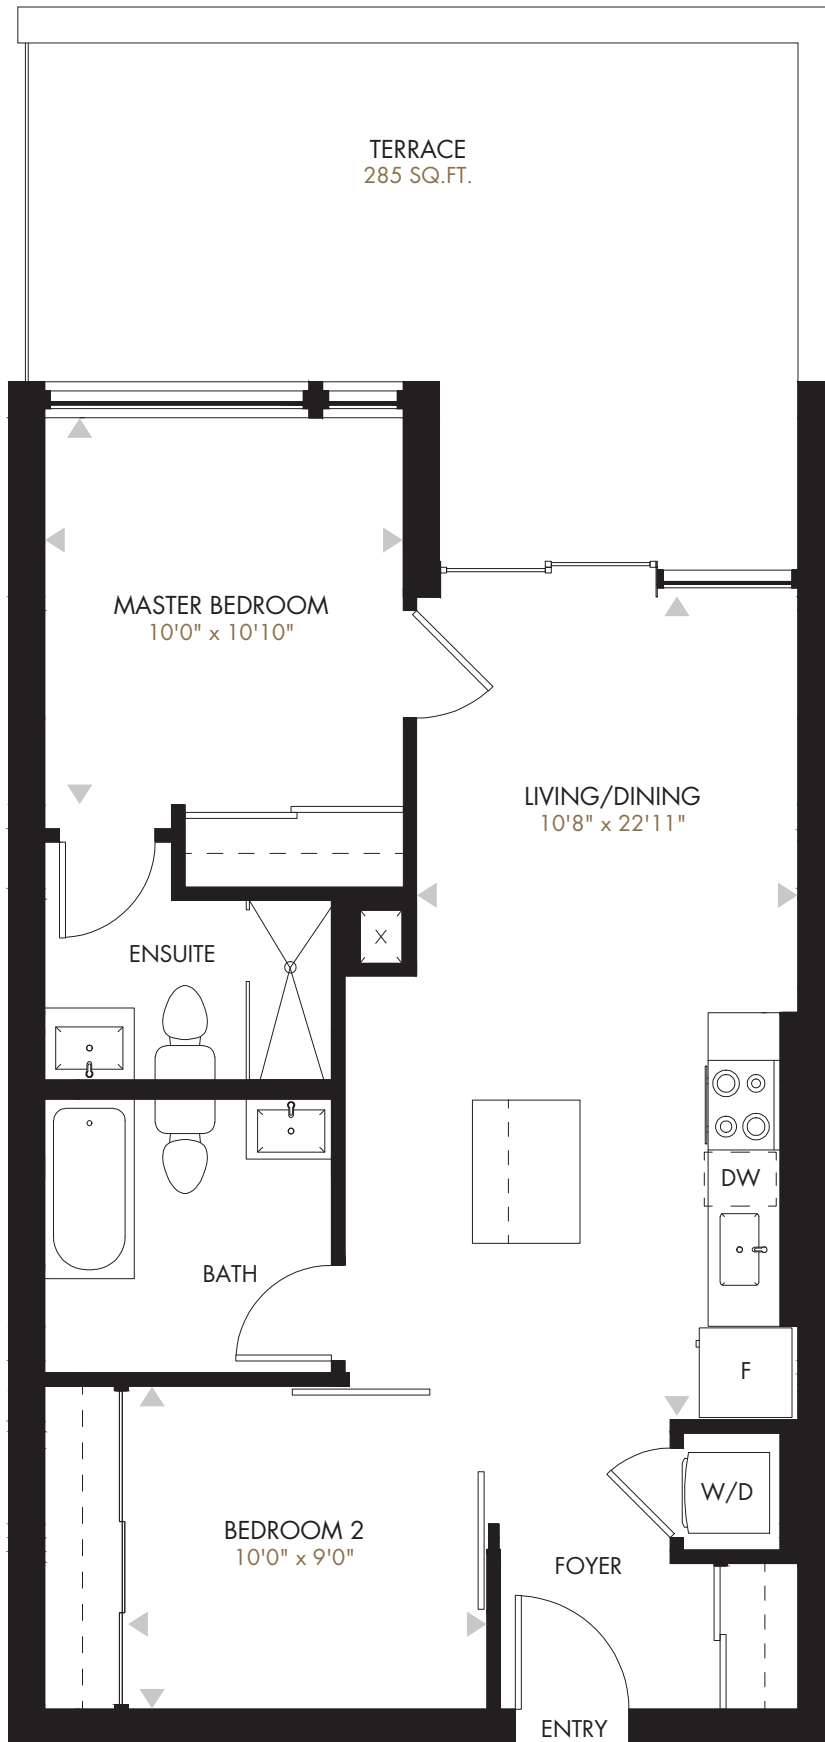 TERRACE
285 SQ.FT.
MASTER BEDROOM
10'0" x 10'10"
LIVING/DINING
10'8" x 22'11"
ENSUITE
X
DW
BATH
F
W/D
BEDROOM 2
10'0" x 9'0"
FOYER
ENTRY